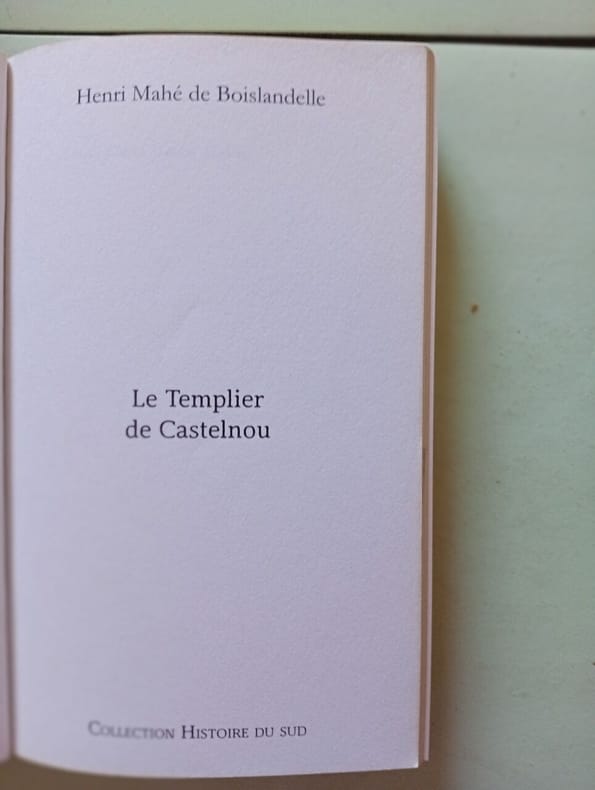 Henri Mahé de Boislandelle
Le Templier
de Castelnou
COLLECTION HISTOIRE DU SUD